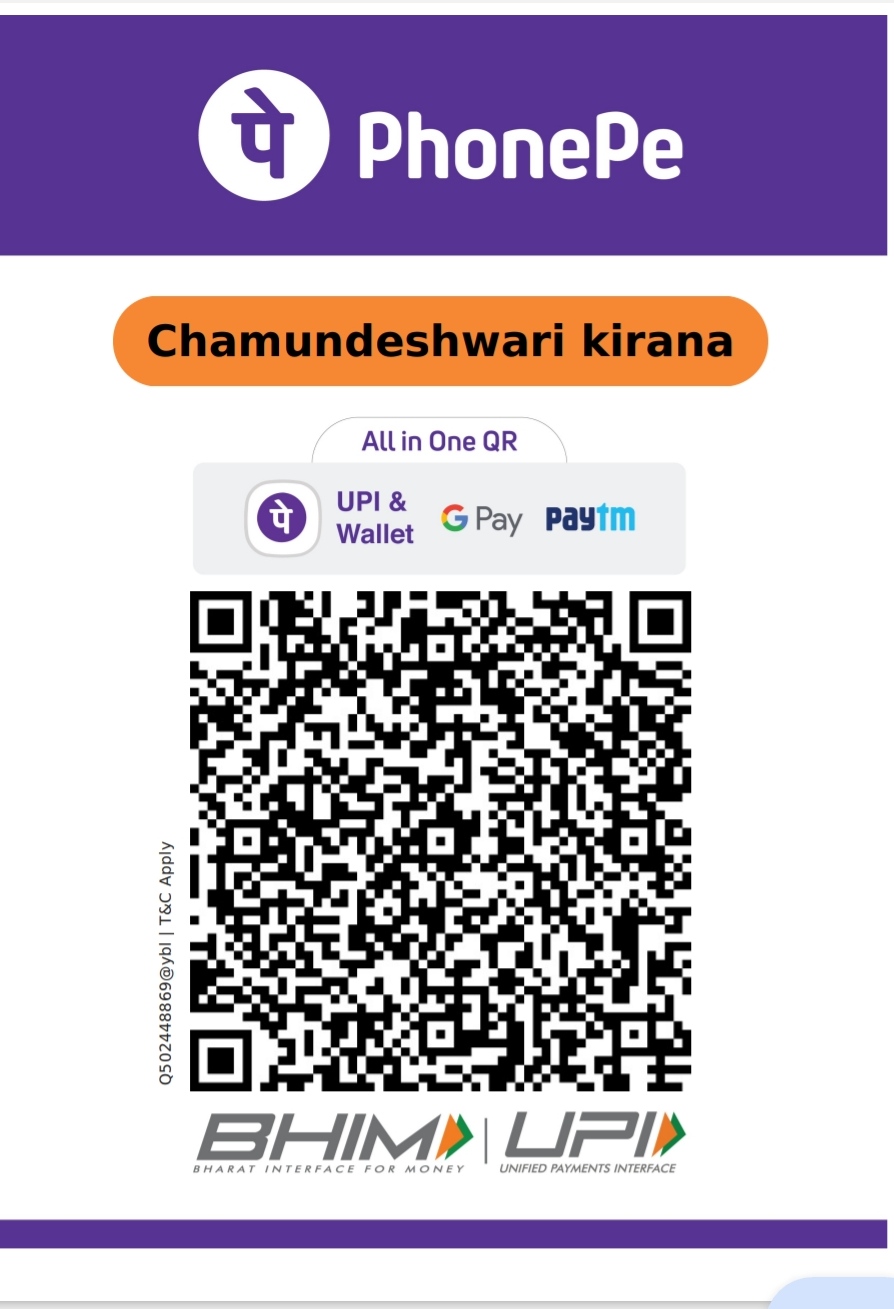 पे PhonePe
Chamundeshwari kirana
All in One QR
पे UPI &
Wallet
G Pay
paytm
Q502448869@ybl | T&C Apply
BHIM | UPI
BHARAT INTERFACE FOR MONEY
UNIFIED PAYMENTS INTERFACE